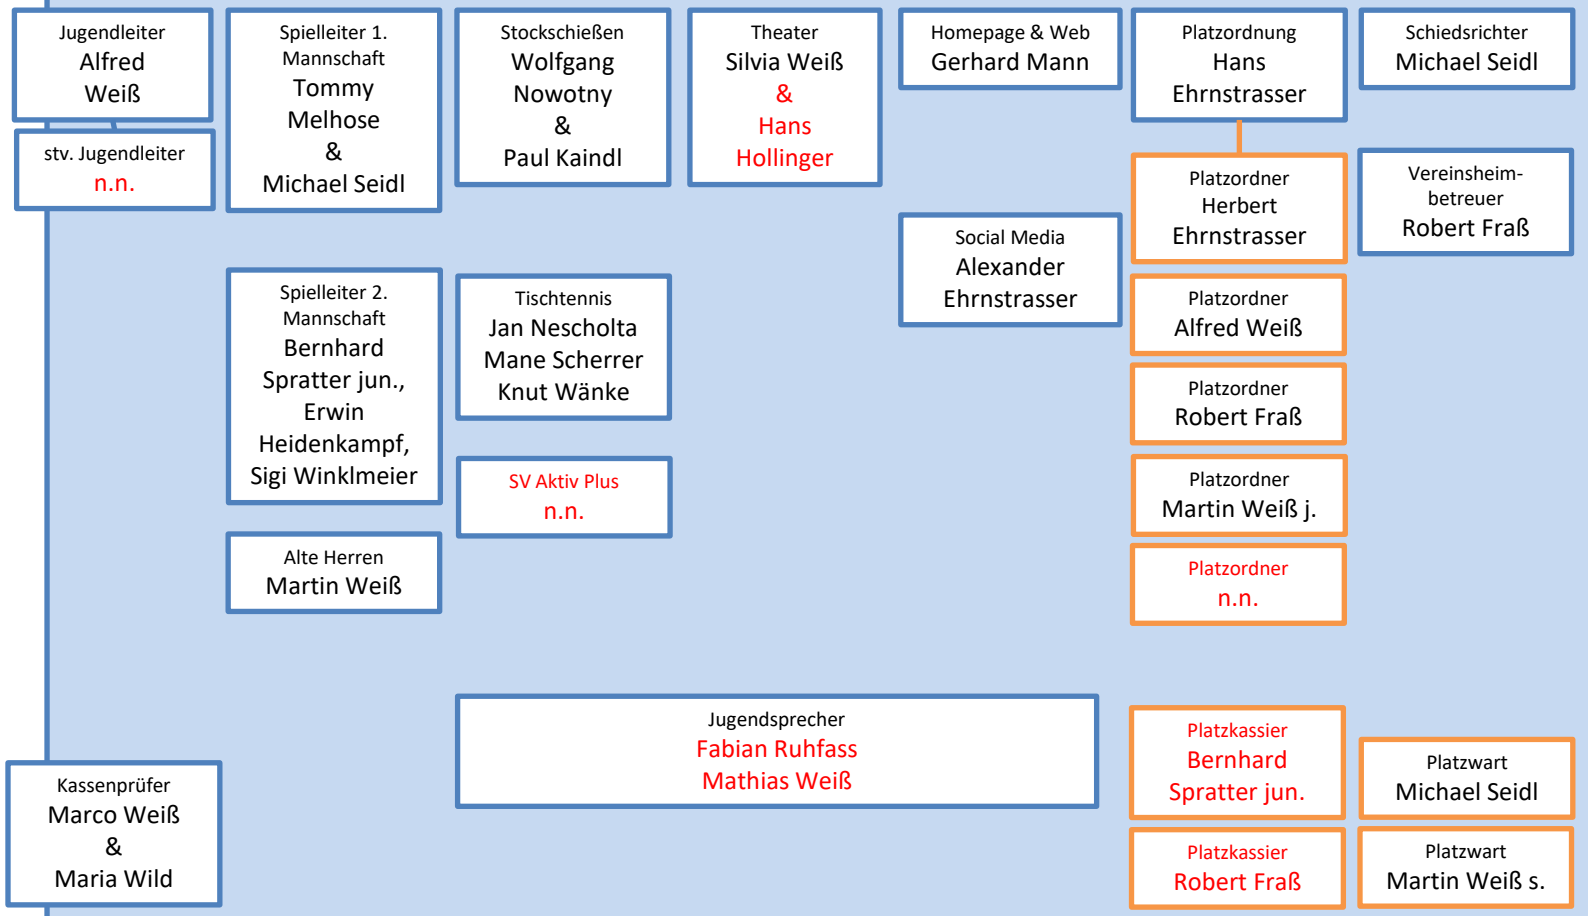 Jugendleiter
Alfred
Weiß
stv. Jugendleiter
n.n.
Spielleiter 1.
Mannschaft
Tommy
Melhose
&
Michael Seidl
Stockschießen
Wolfgang
Nowotny
&
Paul Kaindl
Theater
Silvia Weiß
&
Hans
Hollinger
Homepage & Web
Gerhard Mann
Platzordnung
Hans
Ehrnstrasser
Schiedsrichter
Michael Seidl
Platzordner
Herbert
Ehrnstrasser
Vereinsheim-
betreuer
Robert Fraß
Social Media
Alexander
Ehrnstrasser
Spielleiter 2.
Mannschaft
Bernhard
Spratter jun.,
Erwin
Heidenkampf,
Sigi Winklmeier
Tischtennis
Jan Nescholta
Mane Scherrer
Knut Wänke
Platzordner
Alfred Weiß
Platzordner
Robert Fraß
SV Aktiv Plus
n.n.
Platzordner
Martin Weiß j.
Alte Herren
Martin Weiß
Platzordner
n.n.
Jugendsprecher
Fabian Ruhfass
Mathias Weiß
Platzkassier
Bernhard
Spratter jun.
Platzwart
Michael Seidl
Kassenprüfer
Marco Weiß
&
Maria Wild
Platzkassier
Robert Fraß
Platzwart
Martin Weiß s.